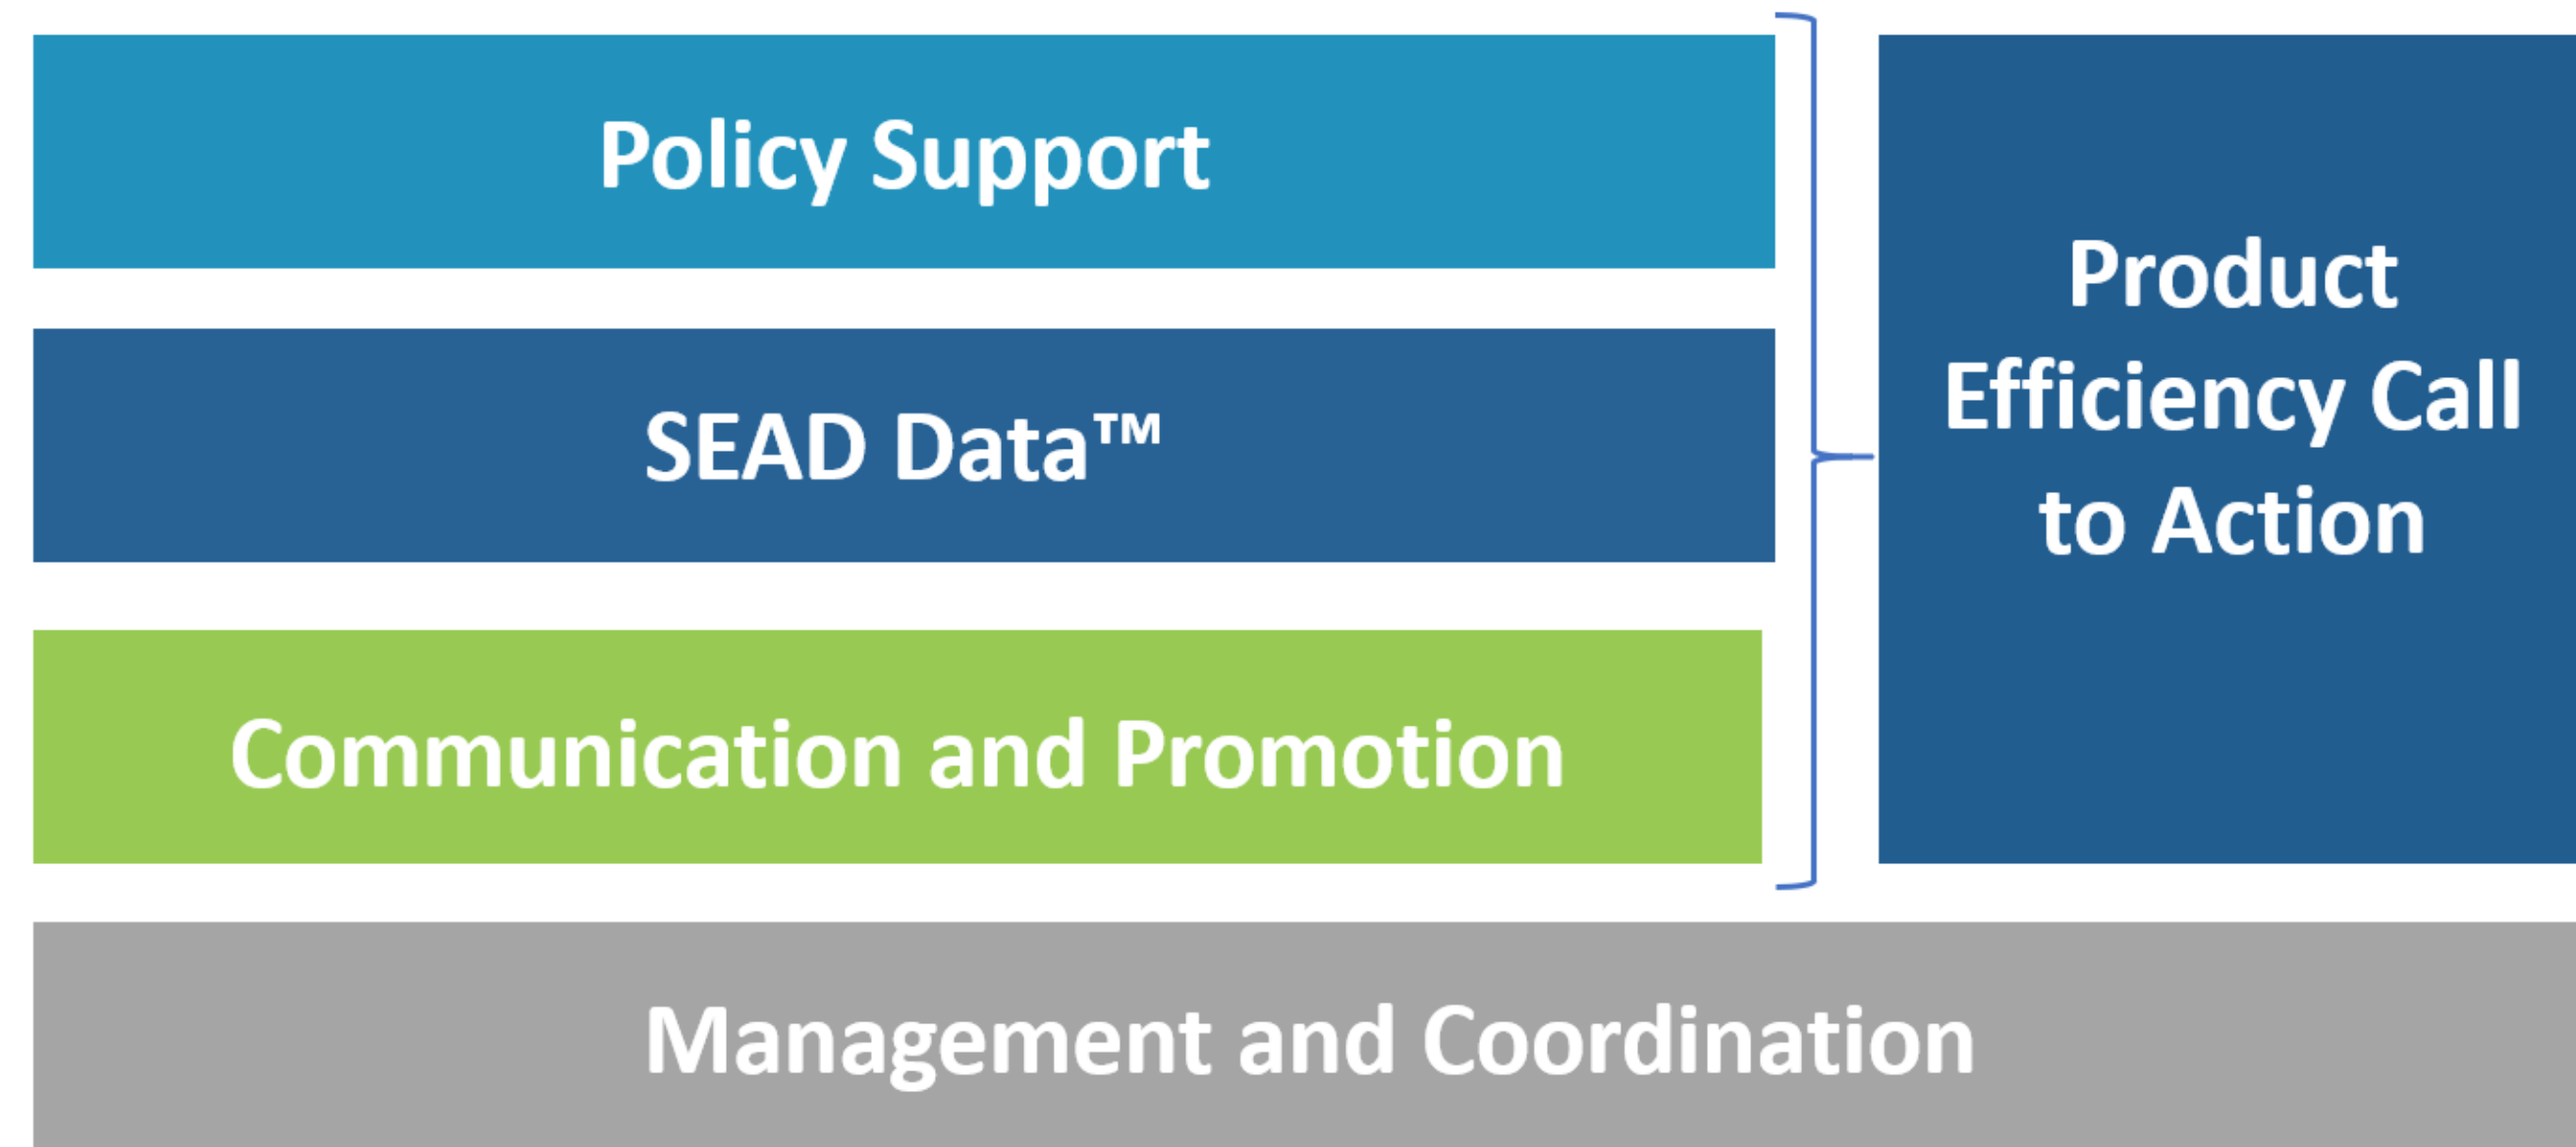 Policy Support
SEAD Data™
Communication and Promotion
Product
Efficiency Call
to Action
Management and Coordination